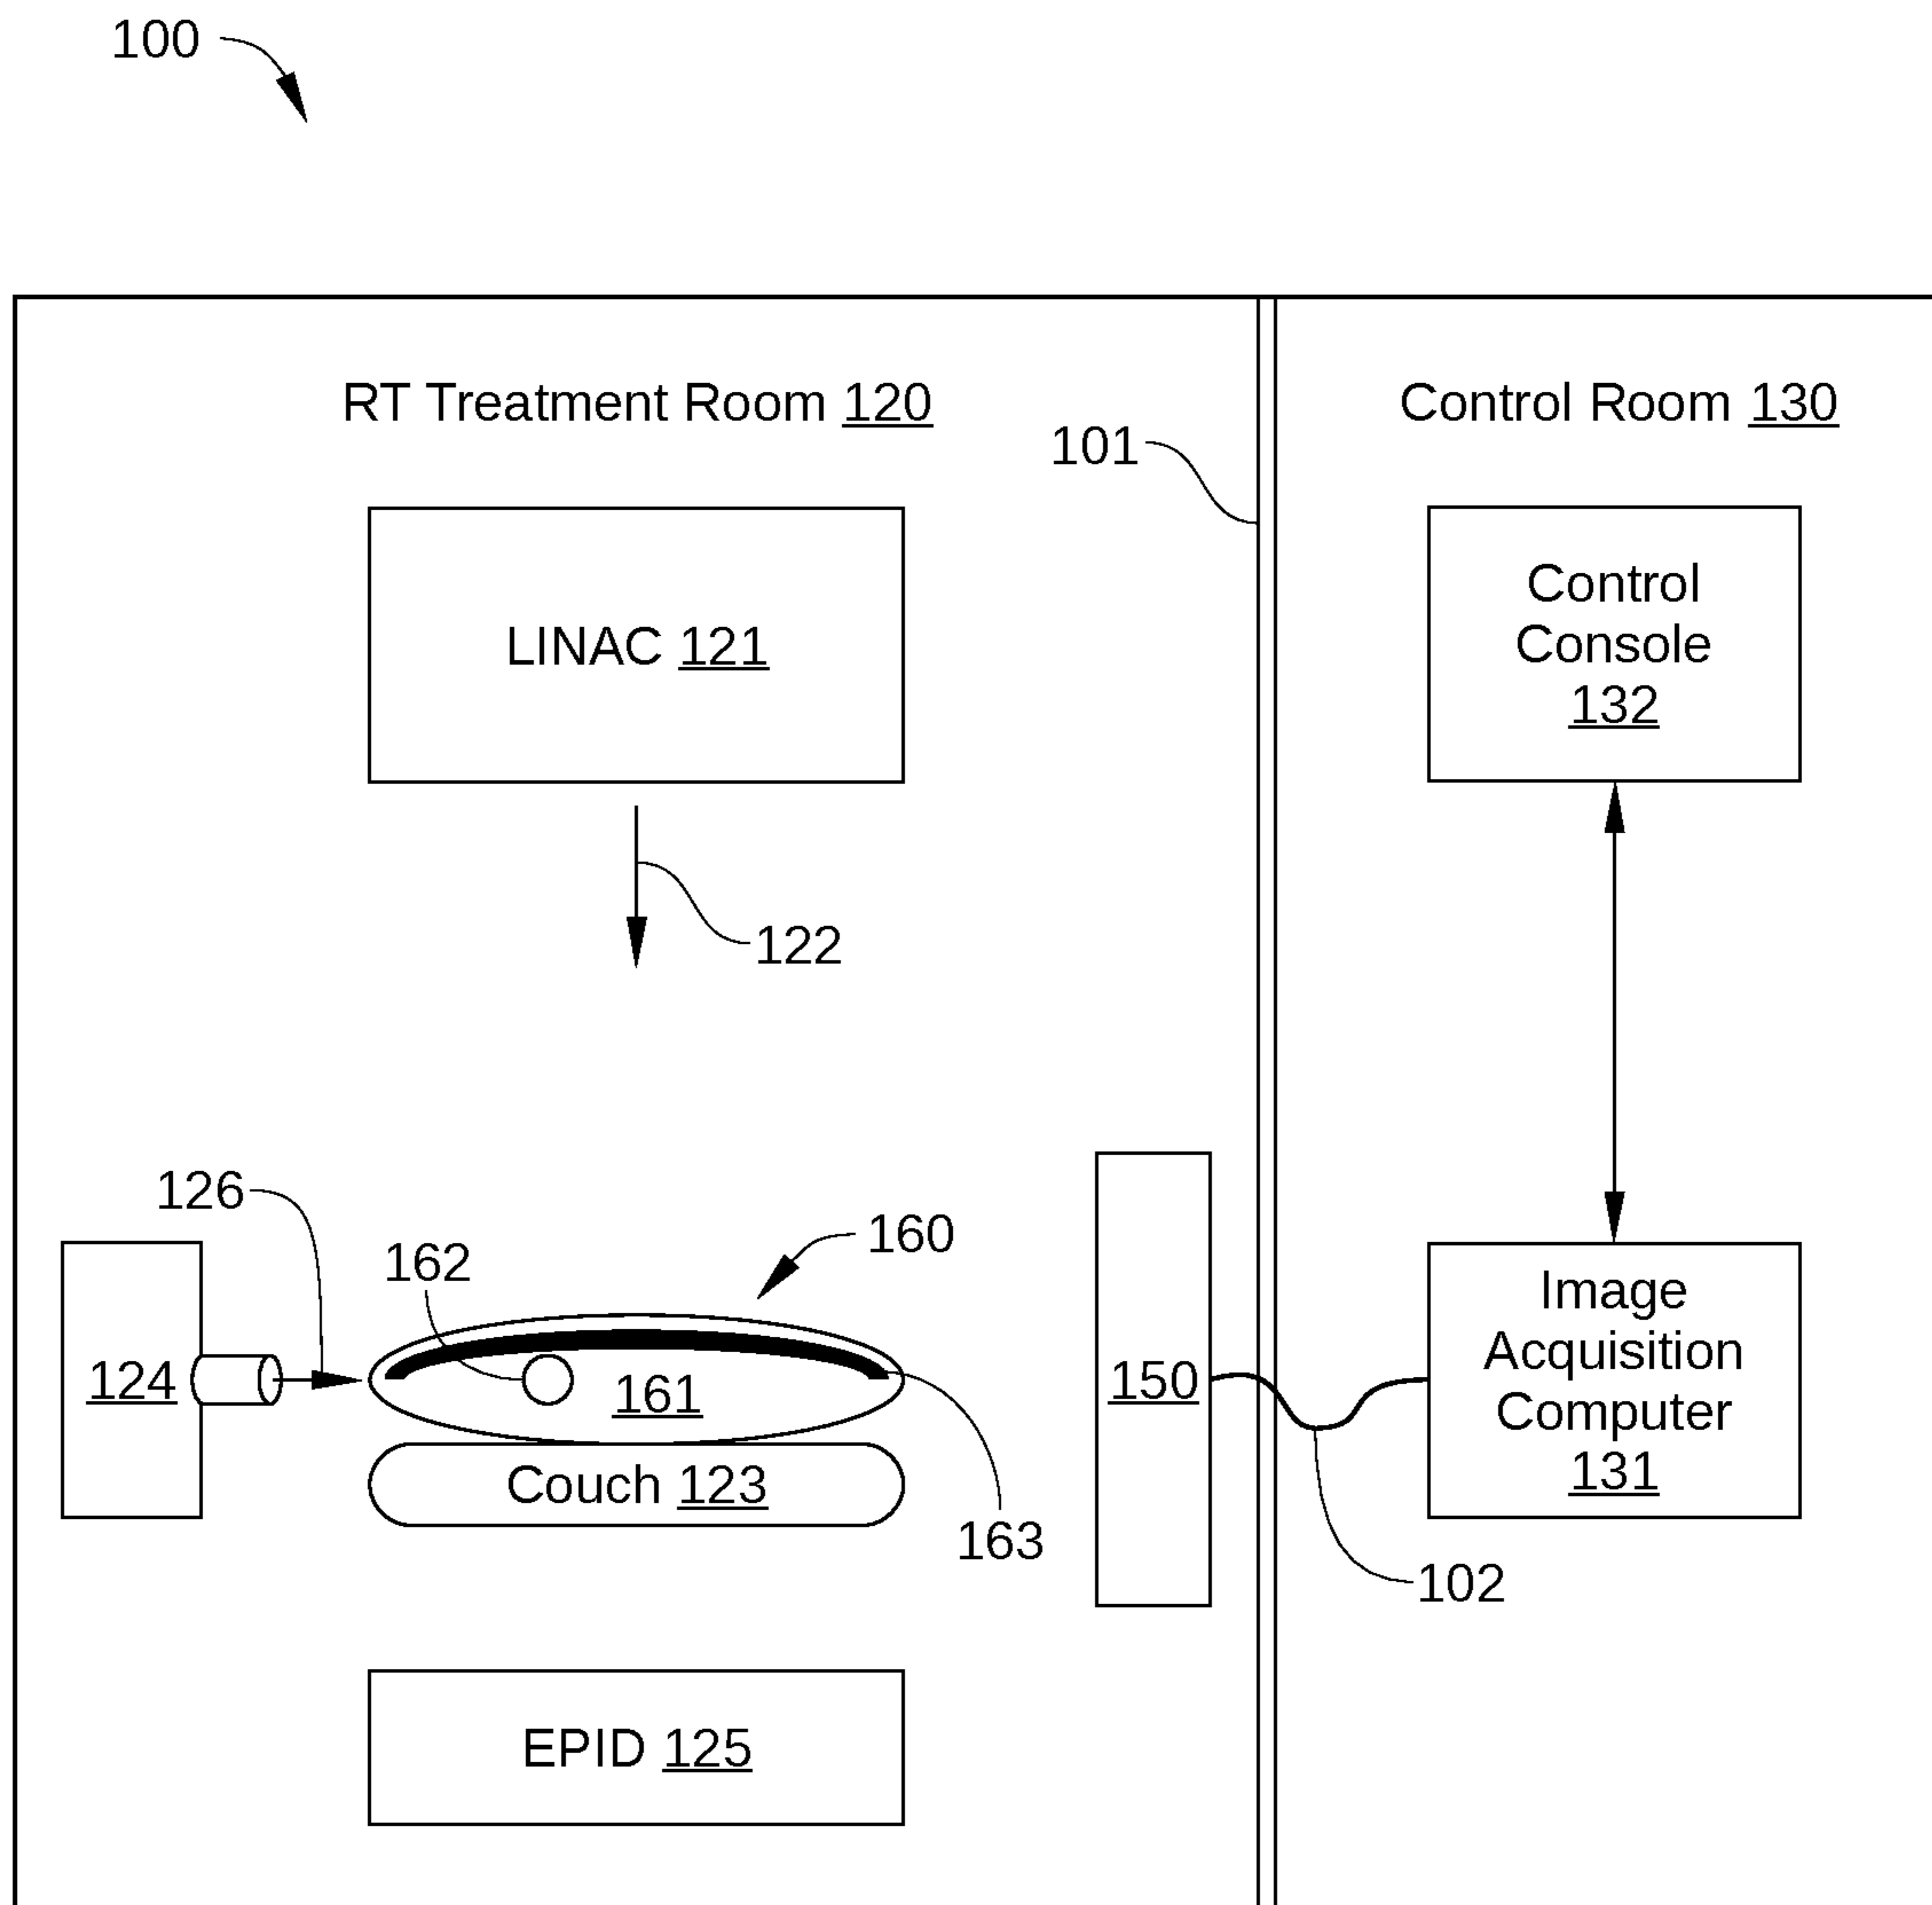 100
RT Treatment Room 120
Control Room 130
101
LINAC 121
Control
Console
132
122
126
160
162
124
161
150
Image
Acquisition
Computer
131
Couch 123
163
102
EPID 125